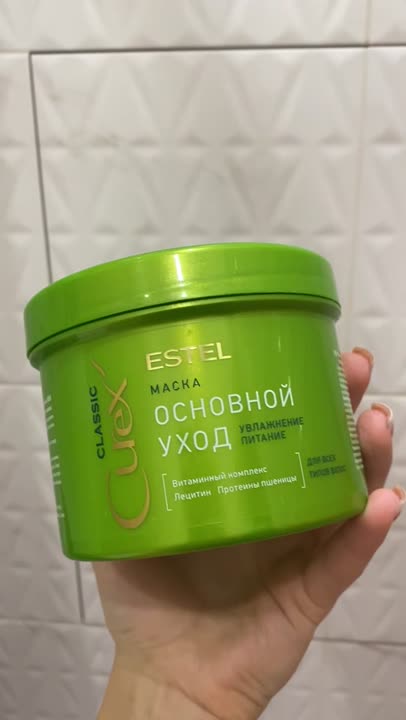 CLASSIC
Curex
ESTEL
МАСКА
ОСНОВНОЙ
УХОД
УВЛАЖНЕНИЕ
ПИТАНИЕ
Витаминный комплекс
Лецитин Протеины пшеницы
ДЛЯ ВСЕХ
ТИПОВ ВОЛОС